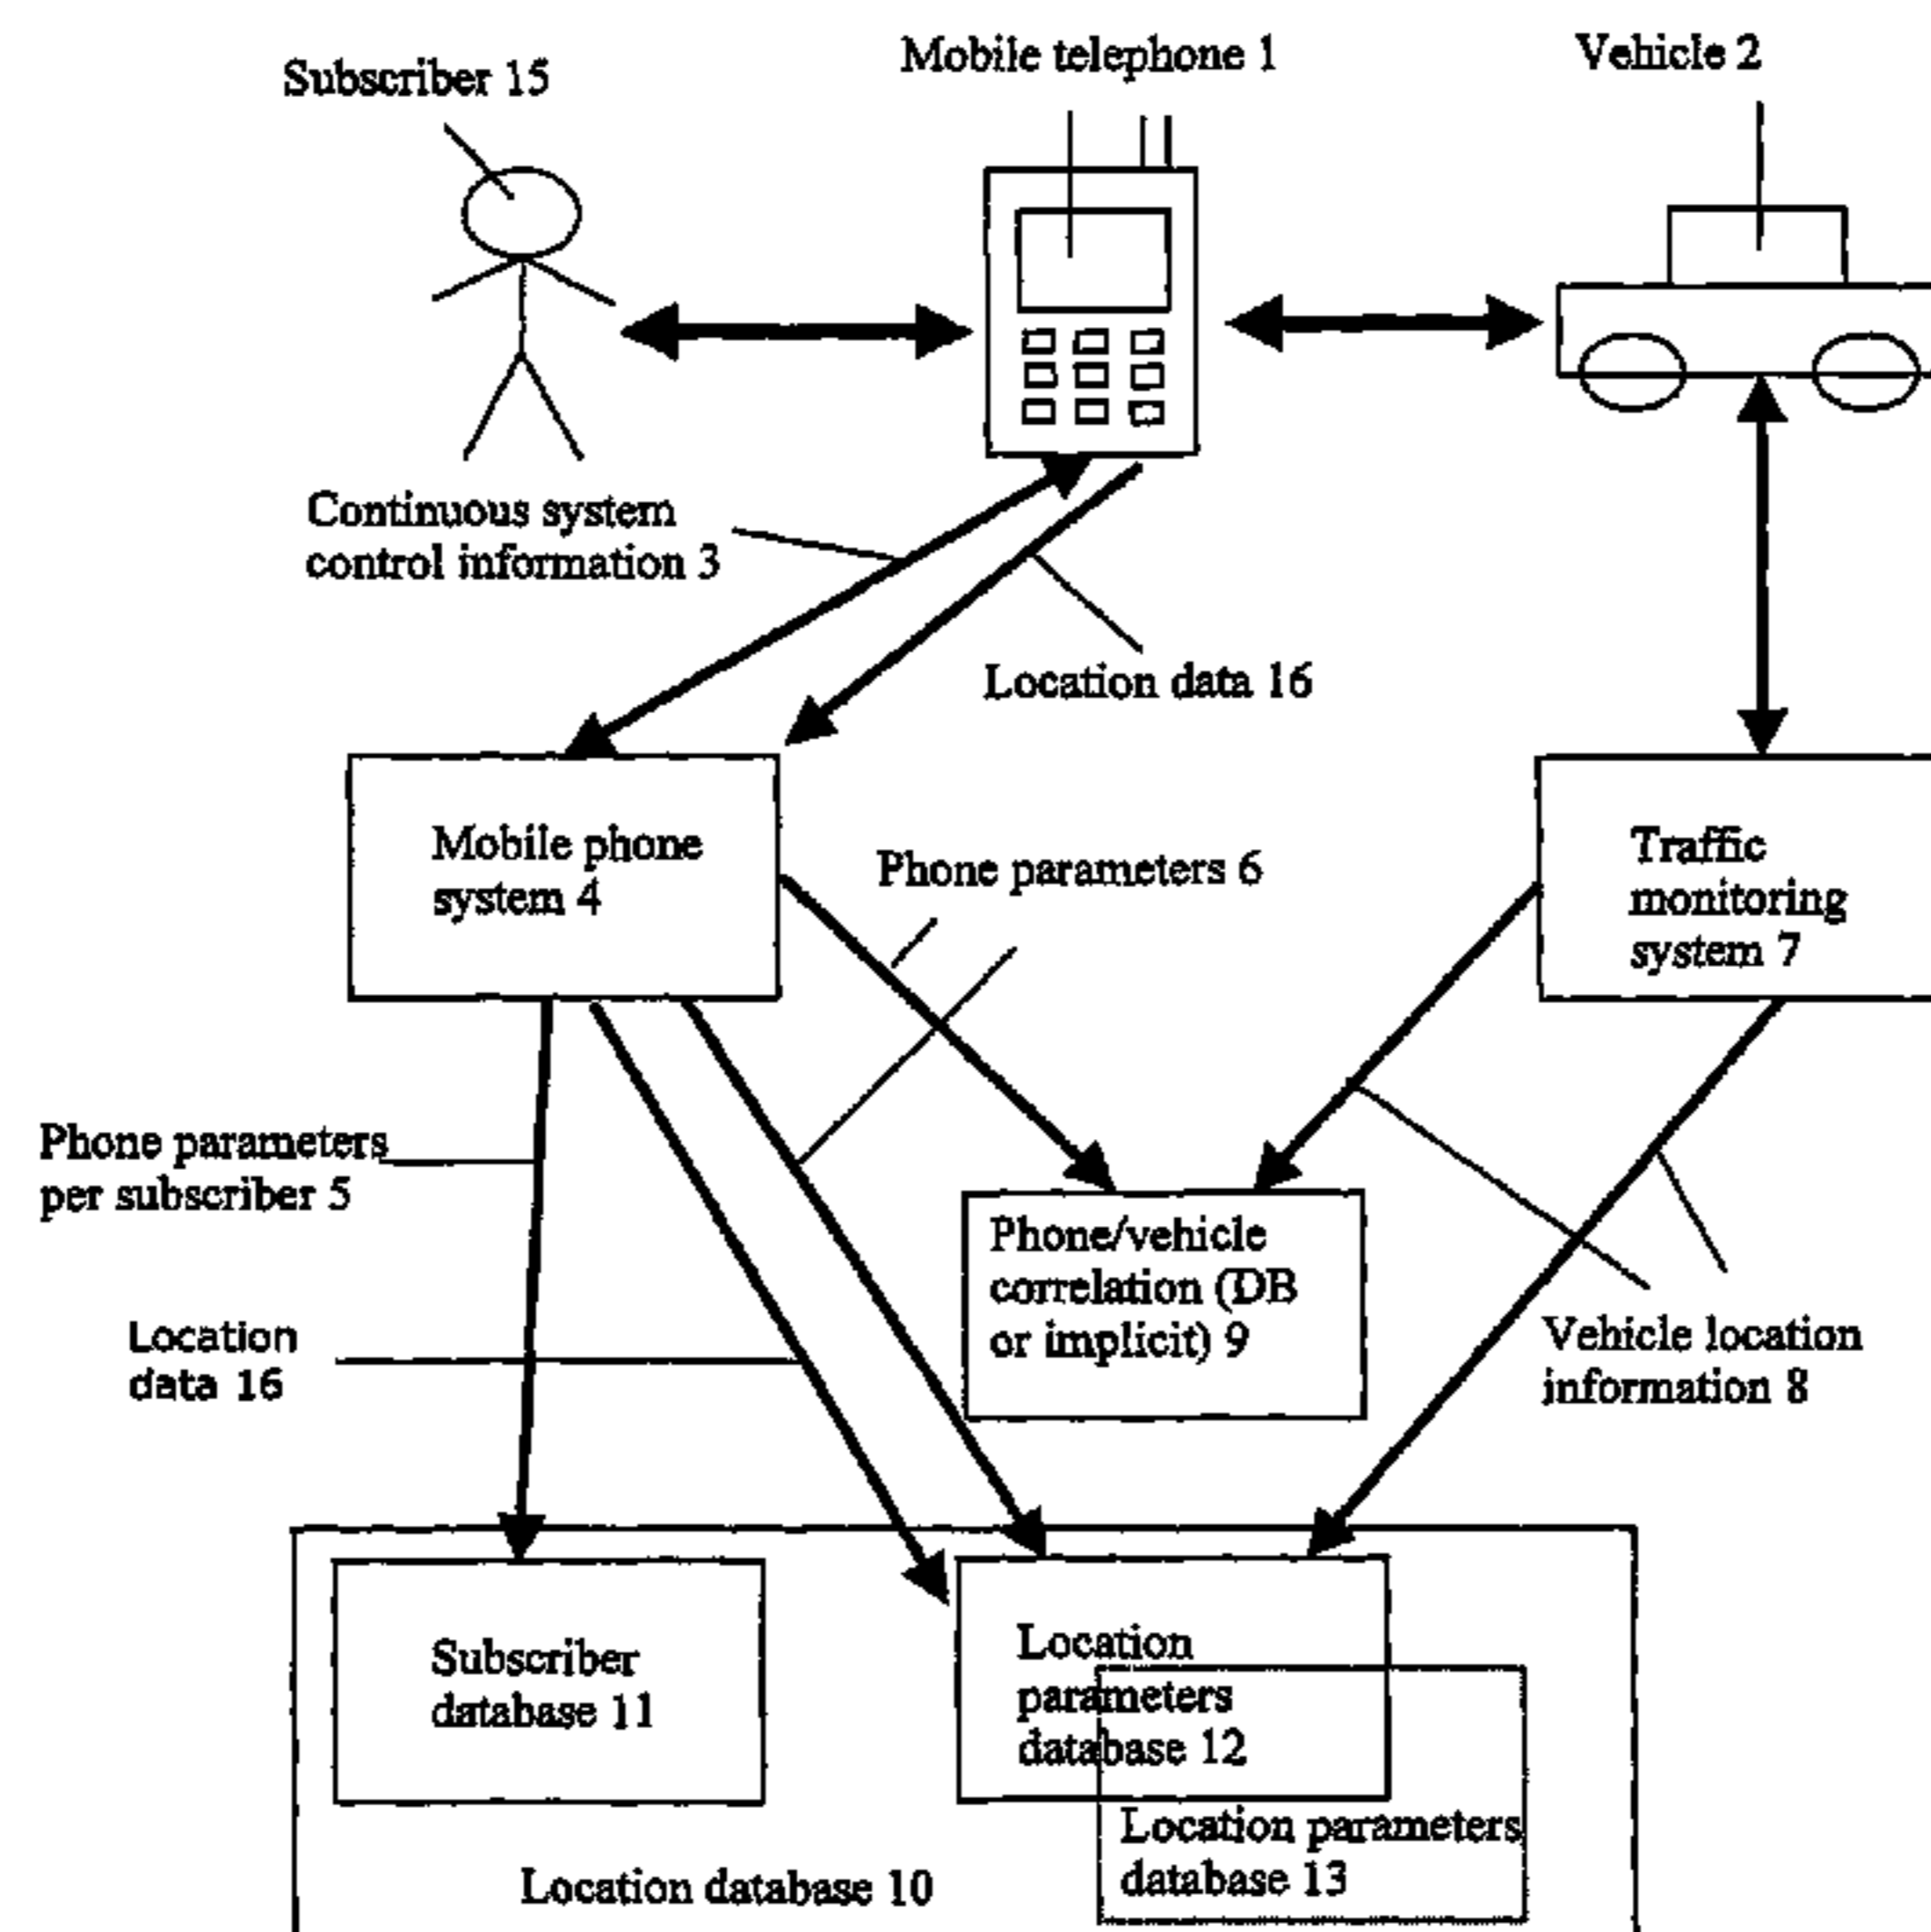 Subscriber 15
Mobile telephone 1
Vehicle 2
Continuous system
control information 3
Location data 16
Mobile phone
system 4
Phone parameters 6
Traffic
monitoring
system 7
Phone parameters
per subscriber 5
Phone/vehicle
correlation (DB
or implicit) 9
Location
data 16
Vehicle location
information 8
Subscriber
database 11
Location
parameters
database 12
Location parameters
database 13
Location database 10